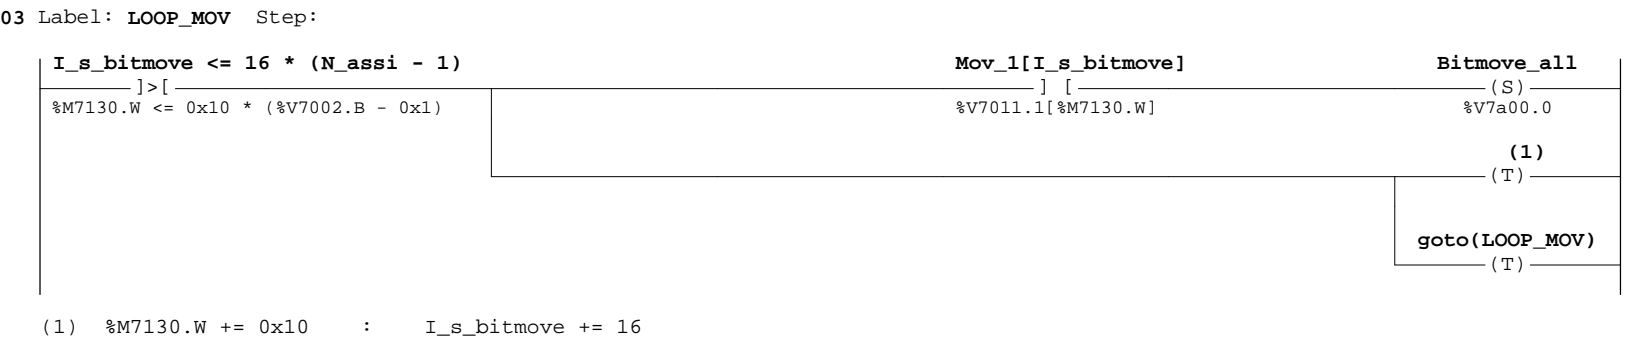 03 Label: LOOP_MOV Step:
I_s_bitmove <= 16 * (N_assi - 1) Mov_1[I_s_bitmove] Bitmove_all
]>[ ] [ (S)
%M7130.W <= 0x10 * (%V7002.B - 0x1) %V7011.1[%M7130.W] %V7a00.0
(1)
(T)
goto(LOOP_MOV)
(T)
(1) %M7130.W += 0x10 : I_s_bitmove += 16